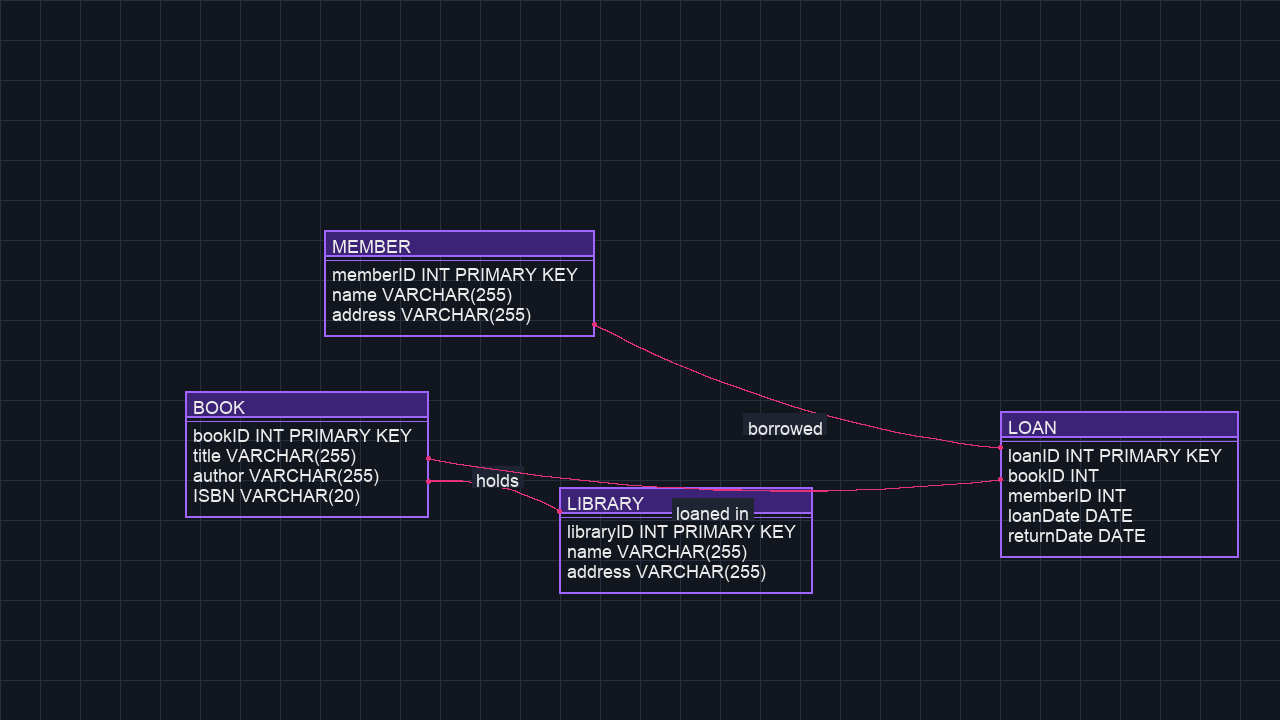 MEMBER
memberID INT PRIMARY KEY
name VARCHAR(255)
address VARCHAR(255)
BOOK
bookID INT PRIMARY KEY
title VARCHAR(255)
author VARCHAR(255)
ISBN VARCHAR(20)
holds
LIBRARY
libraryID INT PRIMARY KEY
name VARCHAR(255)
address VARCHAR(255)
loaned in
borrowed
LOAN
loanID INT PRIMARY KEY
bookID INT
memberID INT
loanDate DATE
returnDate DATE